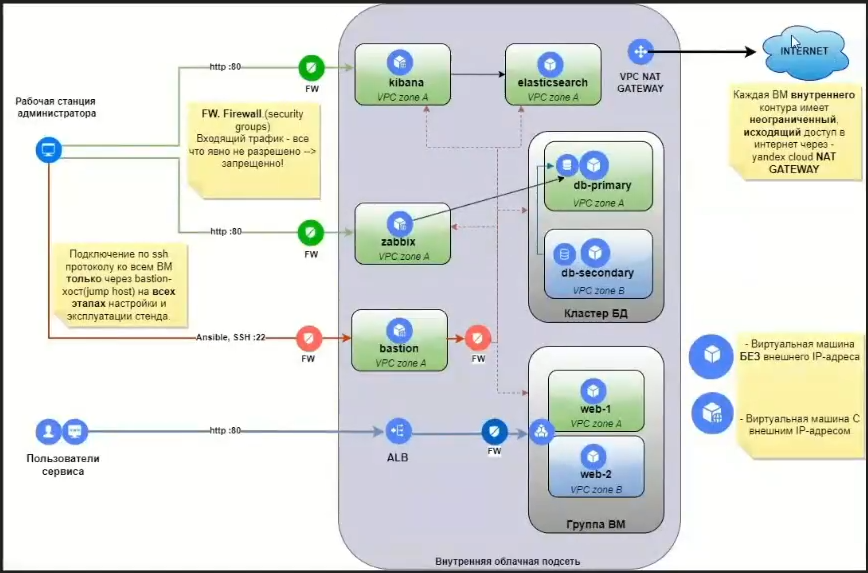 http :80
FW
kibana
VPC zone A
elasticsearch
VPC zone A
VPC NAT
GATEWAY
INTERNET
Рабочая станция
администратора
FW. Firewall.(security
groups)
Входящий трафик - все
что явно не разрешено -->
запрещенно!
Каждая ВМ внутреннего
контура имеет
неограниченный,
исходящий доступ в
интернет через -
yandex cloud NAT
GATEWAY
db-primary
VPC zone A
http :80
FW
zabbix
VPC zone A
db-secondary
VPC zone B
Кластер БД
Подключение по ssh
протоколу ко всем ВМ
только через bastion-
хост(jump host) на всех
этапах настройки и
эксплуатации стенда.
Ansible, SSH :22
FW
bastion
VPC zone A
FW
- Виртуальная машина
БЕЗ внешнего IP-адреса
- Виртуальная машина С
внешним IP-адресом
web-1
VPC zone A
http :80
ALB
FW
web-2
VPC zone B
Группа ВМ
Пользователи
сервиса
Внутренняя облачная подсеть